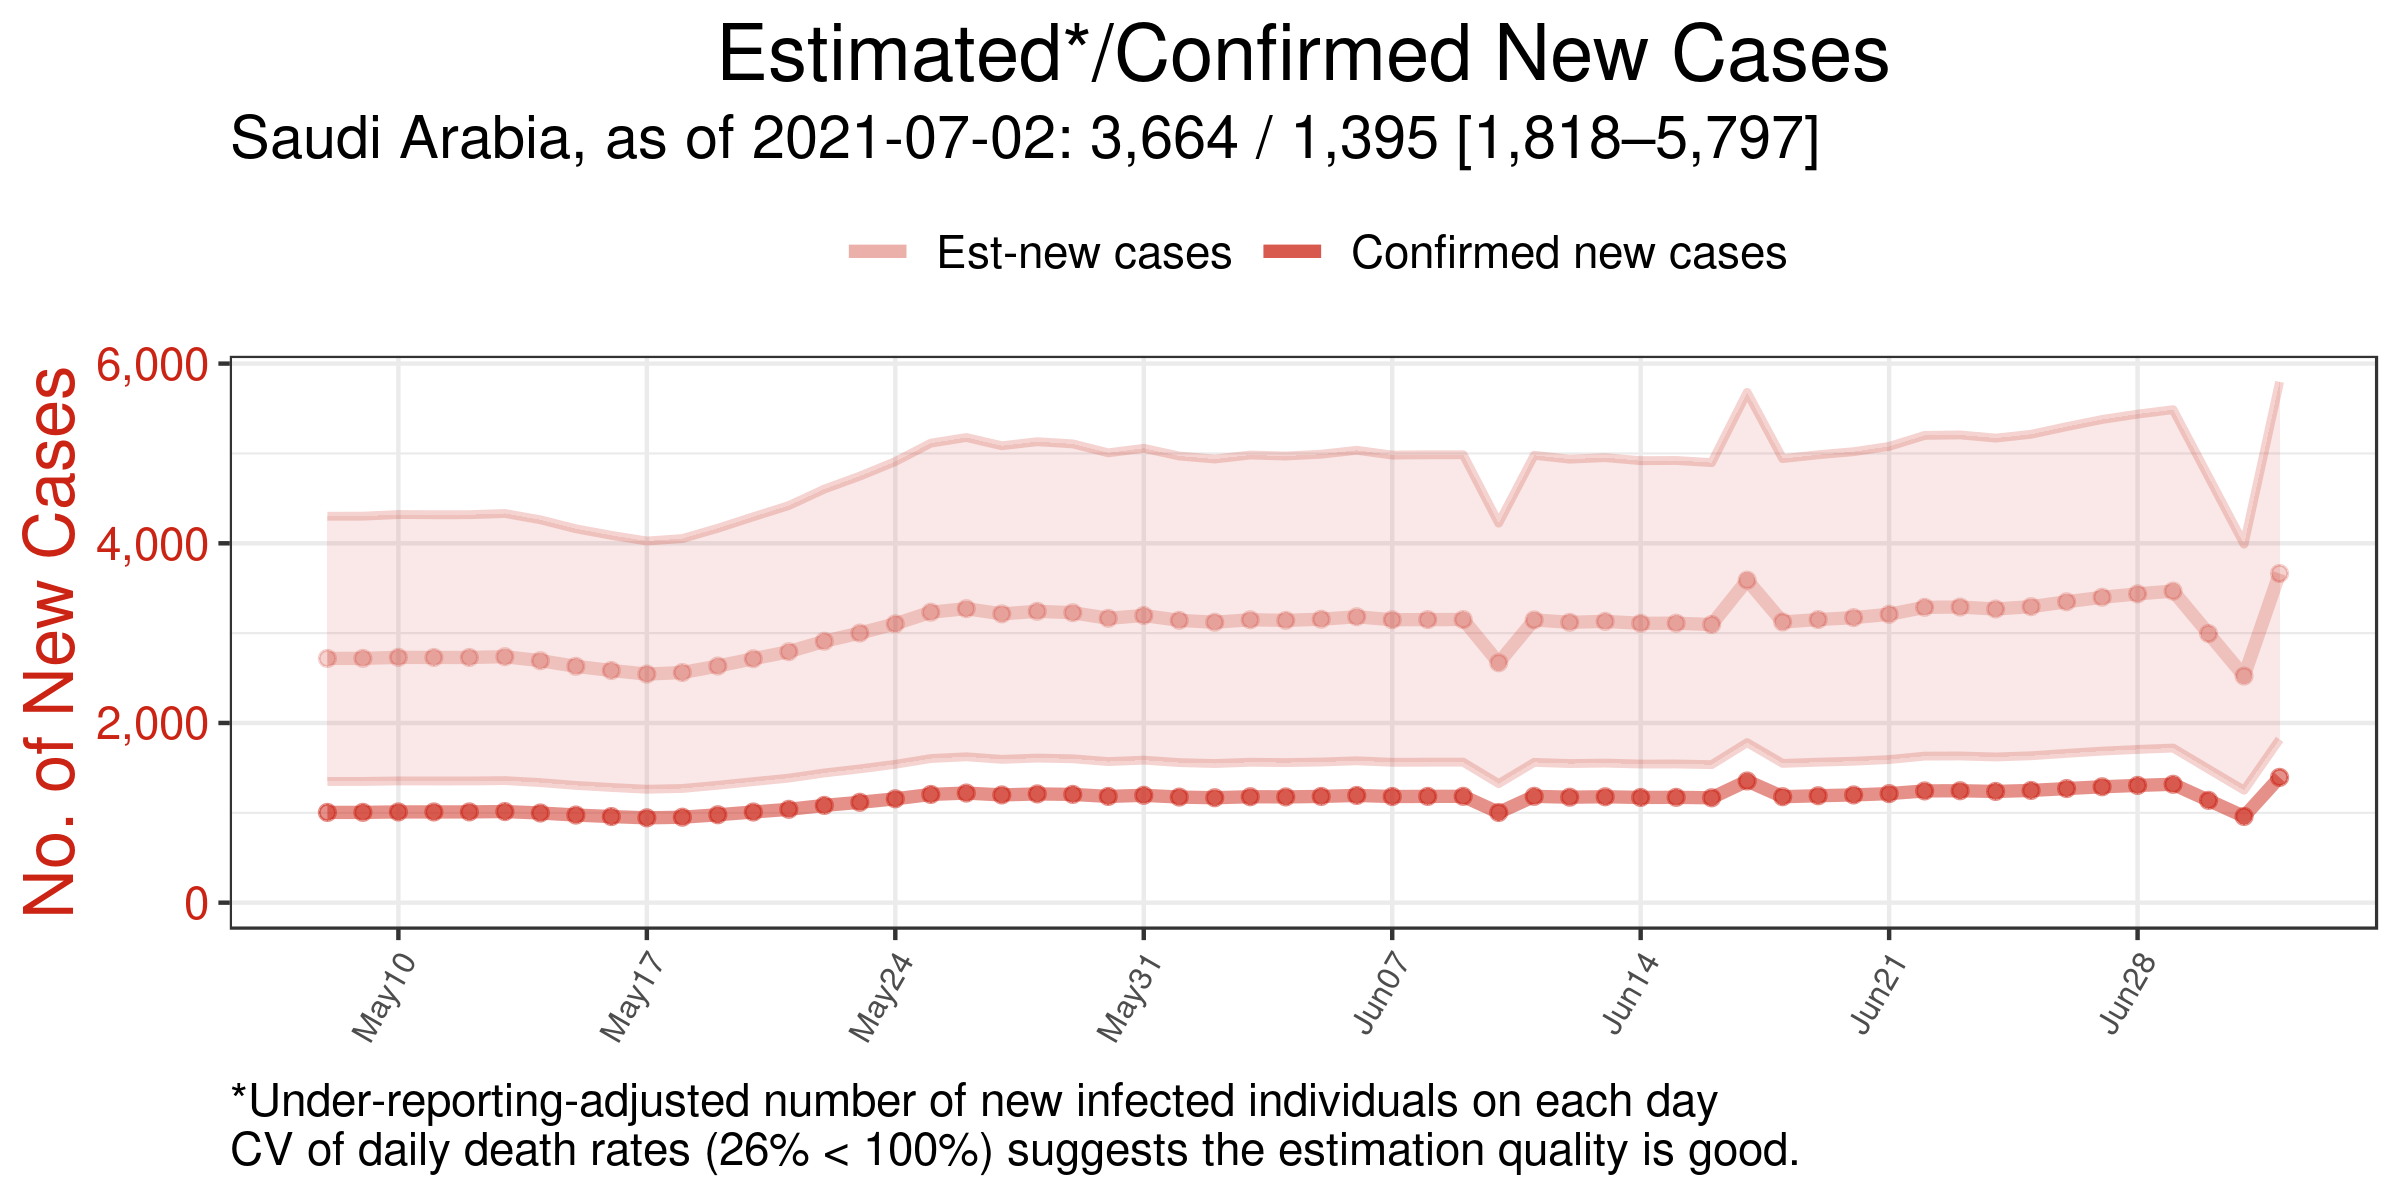 Estimated*/Confirmed New Cases
Saudi Arabia, as of 2021-07-02: 3,664 / 1,395 [1,818–5,797]
Est-new cases
Confirmed new cases
No. of New Cases
6,000
4,000
2,000
0
May10
May17
May24
May31
Jun07
Jun14
Jun21
Jun28
*Under-reporting-adjusted number of new infected individuals on each day
CV of daily death rates (26% < 100%) suggests the estimation quality is good.